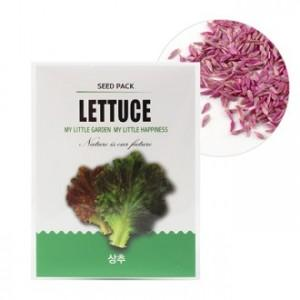 SEED PACK
LETTUCE
MY LITTLE GARDEN MY LITTLE HAPPINESS
Nature is our future
상추